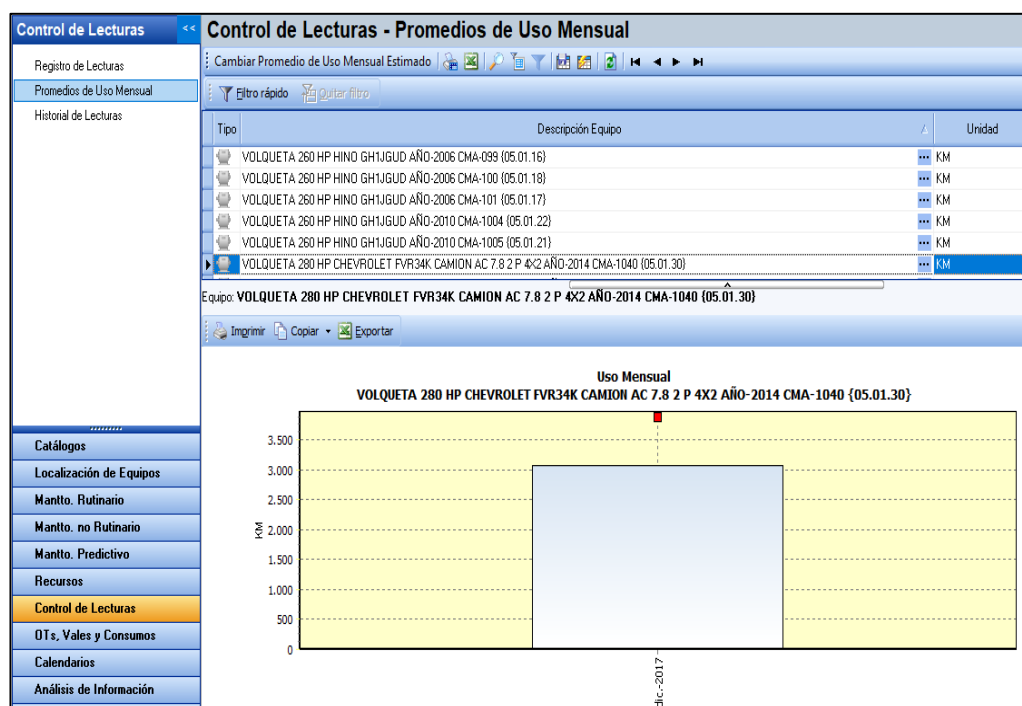 Control de Lecturas <<
Registro de Lecturas
Promedios de Uso Mensual
Historial de Lecturas
Catálogos
Localización de Equipos
Mantto. Rutinario
Mantto. no Rutinario
Mantto. Predictivo
Recursos
Control de Lecturas
OTs, Vales y Consumos
Calendarios
Análisis de Información
Control de Lecturas - Promedios de Uso Mensual
Cambiar Promedio de Uso Mensual Estimado
Filtro rápido Quitar filtro
Tipo Descripción Equipo Unidad
VOLQUETA 260 HP HINO GH1JGUD AÑO-2006 CMA-099 {05.01.16} ... KM
VOLQUETA 260 HP HINO GH1JGUD AÑO-2006 CMA-100 {05.01.18} ... KM
VOLQUETA 260 HP HINO GH1JGUD AÑO-2006 CMA-101 {05.01.17} ... KM
VOLQUETA 260 HP HINO GH1JGUD AÑO-2010 CMA-1004 {05.01.22} ... KM
VOLQUETA 260 HP HINO GH1JGUD AÑO-2010 CMA-1005 {05.01.21} ... KM
VOLQUETA 280 HP CHEVROLET FVR34K CAMION AC 7.8 2 P 4X2 AÑO-2014 CMA-1040 {05.01.30} ... KM
Equipo: VOLQUETA 280 HP CHEVROLET FVR34K CAMION AC 7.8 2 P 4X2 AÑO-2014 CMA-1040 {05.01.30}
Imprimir Copiar Exportar
Uso Mensual
VOLQUETA 280 HP CHEVROLET FVR34K CAMION AC 7.8 2 P 4X2 AÑO-2014 CMA-1040 {05.01.30}
3.500
3.000
2.500
2.000
1.500
1.000
500
0
KM
dic.-2017